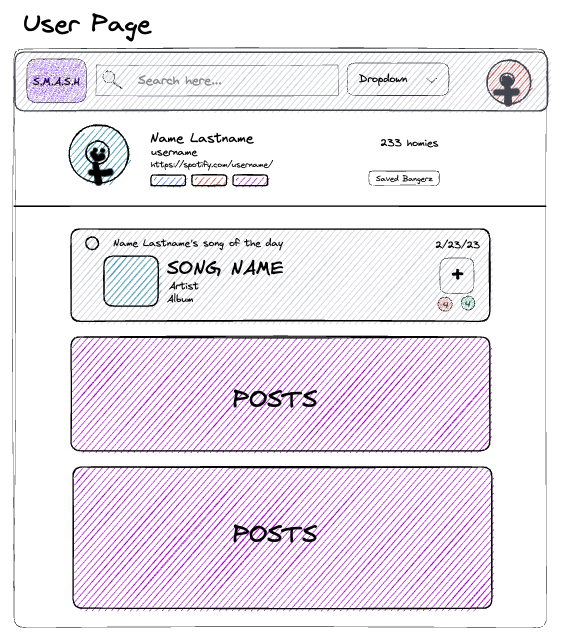 User Page
S.M.A.S.H
Search here...
Dropdown
Name Lastname
username
https://spotify.com/username/
233 homies
Saved Bangerz
Name Lastname's song of the day
2/23/23
SONG NAME
Artist
Album
+
4 4
POSTS
POSTS